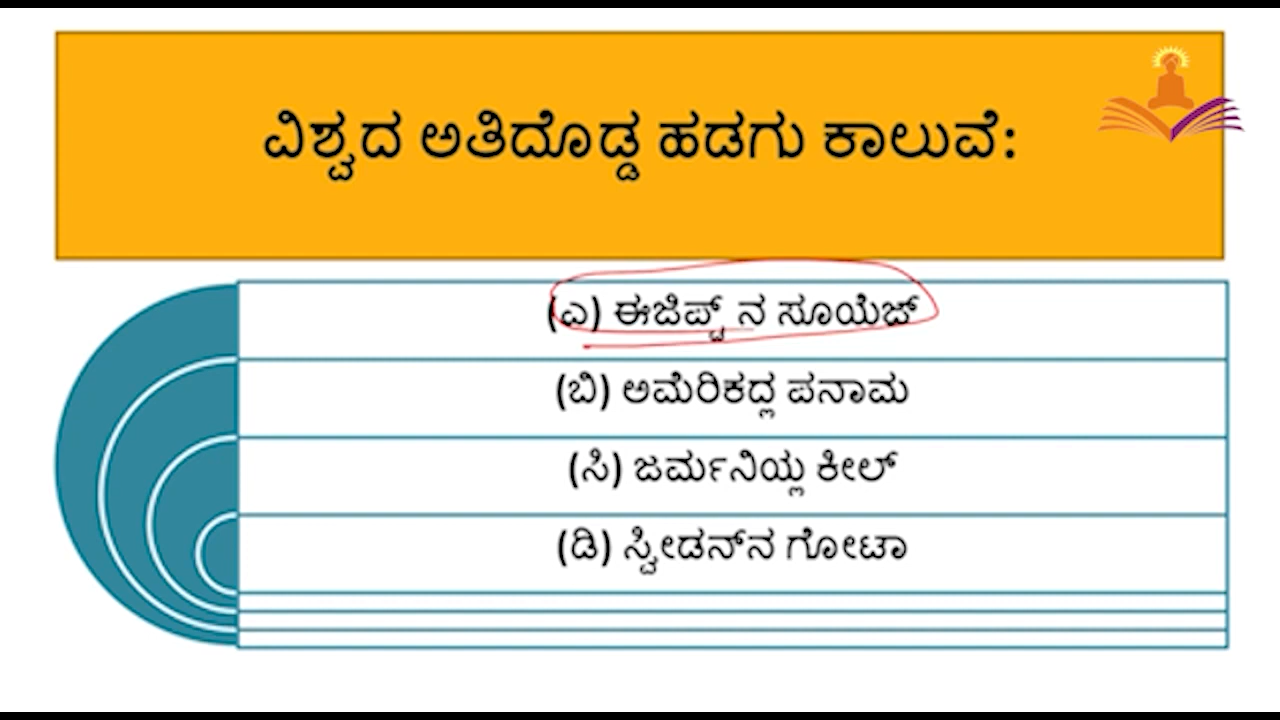 ವಿಶ್ವದ ಅತಿದೊಡ್ಡ ಹಡಗು ಕಾಲುವೆ:
(ಎ) ಈಜಿಪ್ಟ್ ನ ಸೂಯೆಜ್
(ಬಿ) ಅಮೆರಿಕದ್ಲ ಪನಾಮ
(ಸಿ) ಜರ್ಮನಿಯ್ಲ ಕೀಲ್
(ಡಿ) ಸ್ವೀಡನ್‌ನ ಗೋಟಾ